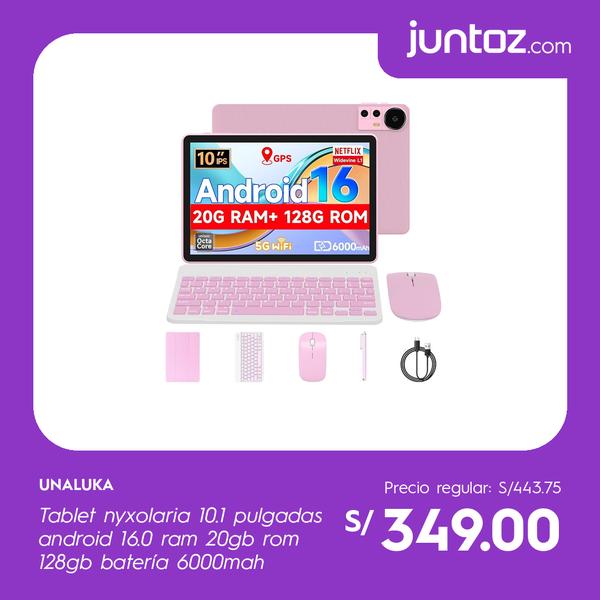 juntoz.com
10" IPS
GPS
NETFLIX
Widevine L1
Android 16
20G RAM+ 128G ROM
Octa
Core
5G WiFi
6000mAh
UNALUKA
Tablet nyxolaria 10.1 pulgadas
android 16.0 ram 20gb rom
128gb batería 6000mah
Precio regular: S/443.75
S/ 349.00